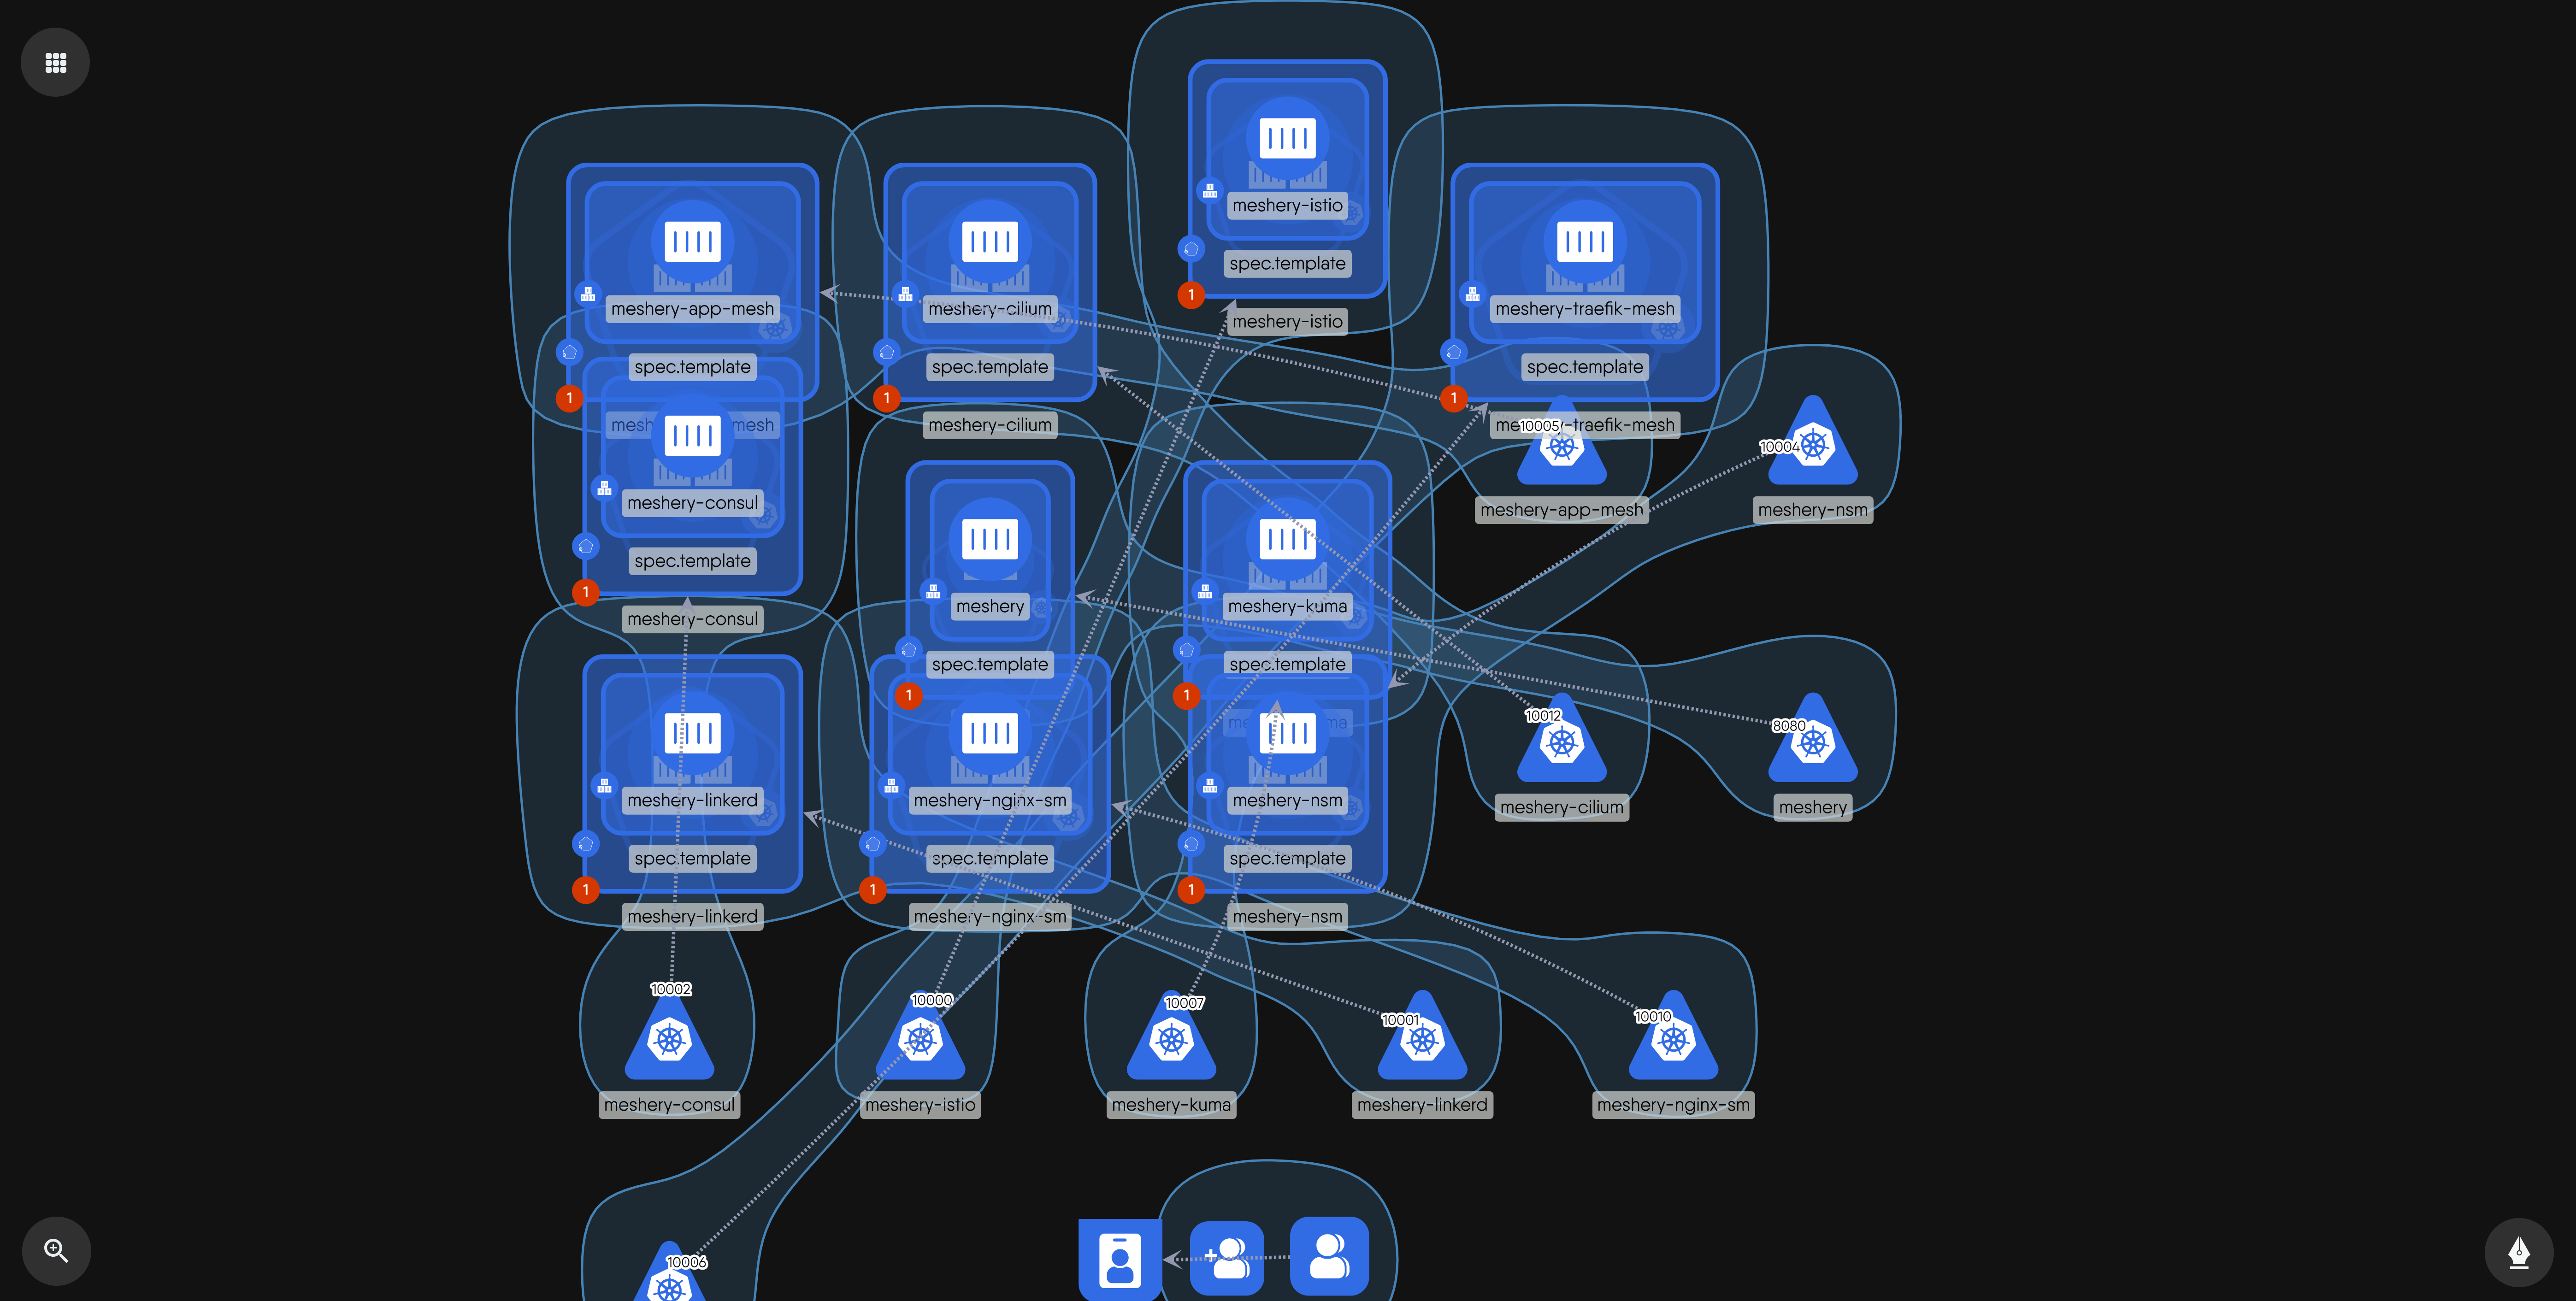 meshery-istio
spec.template
1
meshery-istio
meshery-app-mesh
spec.template
1
mesh mesh
meshery-cilium
spec.template
1
meshery-cilium
meshery-traefik-mesh
spec.template
1
-traefik-mesh
10005
meshery-app-mesh
10004
meshery-nsm
meshery-consul
spec.template
1
meshery-consul
meshery
spec.template
1
meshery-kuma
spec.template
1
10012
meshery-cilium
8080
meshery
meshery-linkerd
spec.template
1
meshery-linkerd
meshery-nginx-sm
spec.template
1
meshery-nginx-sm
meshery-nsm
spec.template
1
meshery-nsm
10002
meshery-consul
10000
meshery-istio
10007
meshery-kuma
10001
meshery-linkerd
10010
meshery-nginx-sm
10006